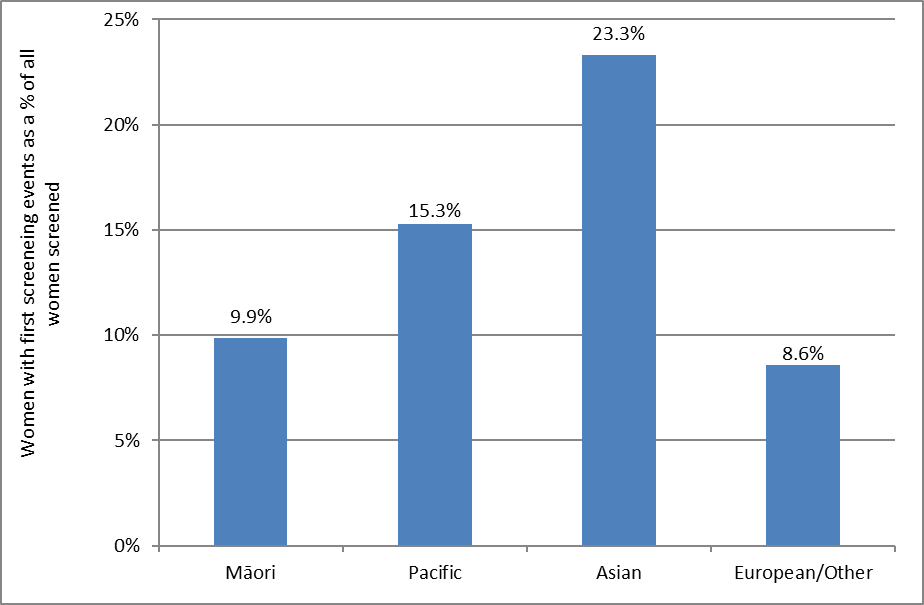 Women with first screeneing events as a % of all
women screened
25%
20%
15%
10%
5%
0%
9.9%
15.3%
23.3%
8.6%
Māori
Pacific
Asian
European/Other